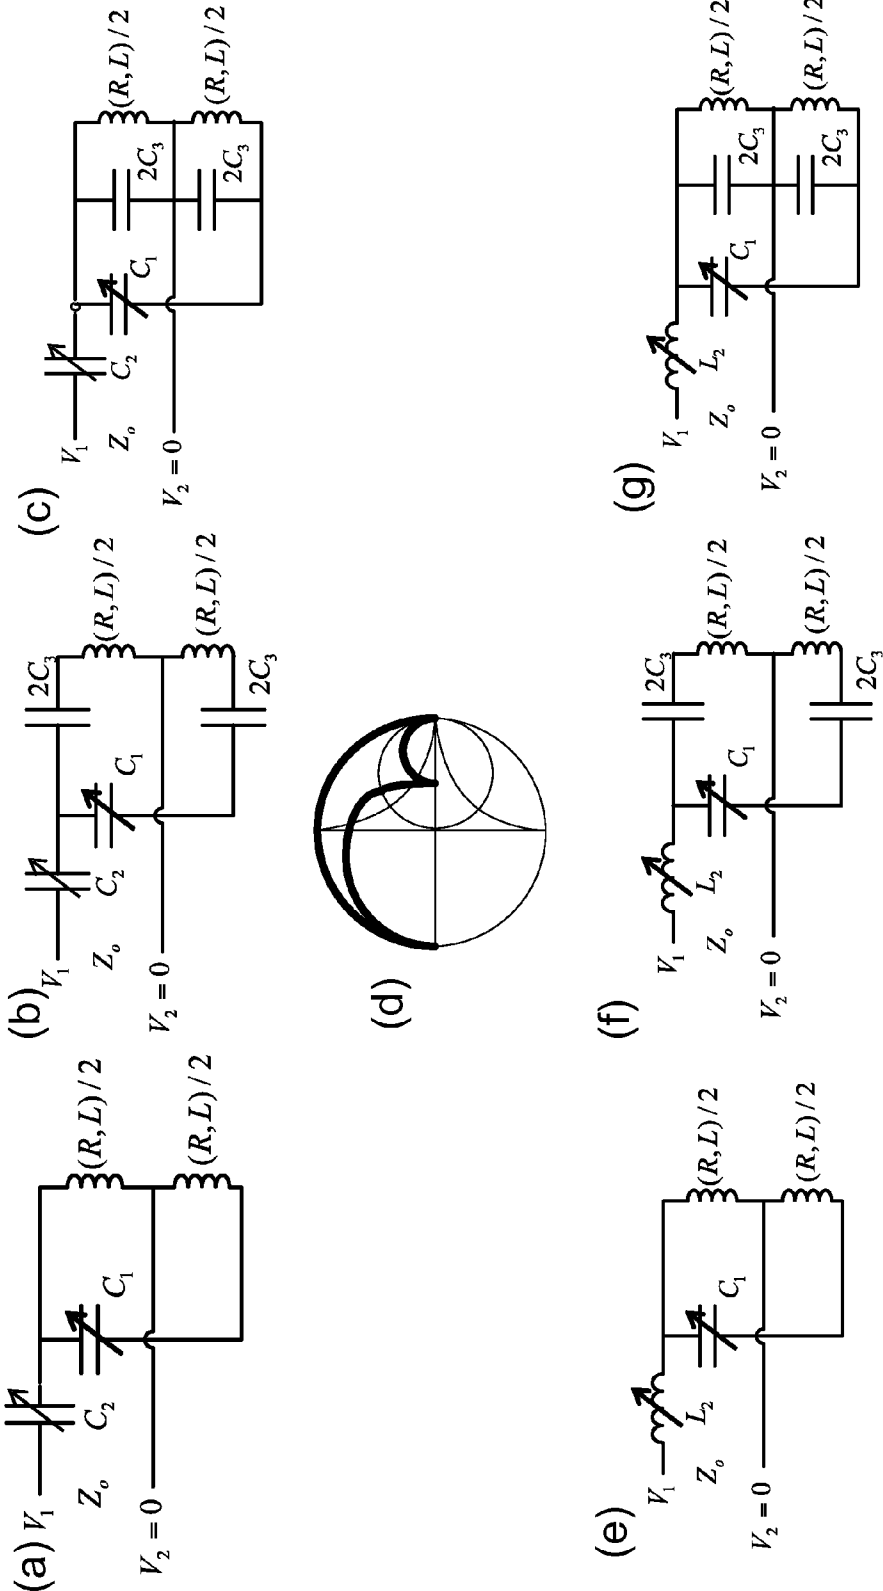 (a)
V₁
C₂
C₁
Zₒ
V₂ = 0
(R,L)/2
(R,L)/2
(b)
V₁
C₂
C₁
Zₒ
V₂ = 0
2C₃
2C₃
(R,L)/2
(R,L)/2
(c)
V₁
C₂
C₁
Zₒ
V₂ = 0
2C₃
2C₃
(R,L)/2
(R,L)/2
(d)
(e)
V₁
L₂
C₁
Zₒ
V₂ = 0
(R,L)/2
(R,L)/2
(f)
V₁
L₂
C₁
Zₒ
V₂ = 0
2C₃
2C₃
(R,L)/2
(R,L)/2
(g)
V₁
L₂
C₁
Zₒ
V₂ = 0
2C₃
2C₃
(R,L)/2
(R,L)/2